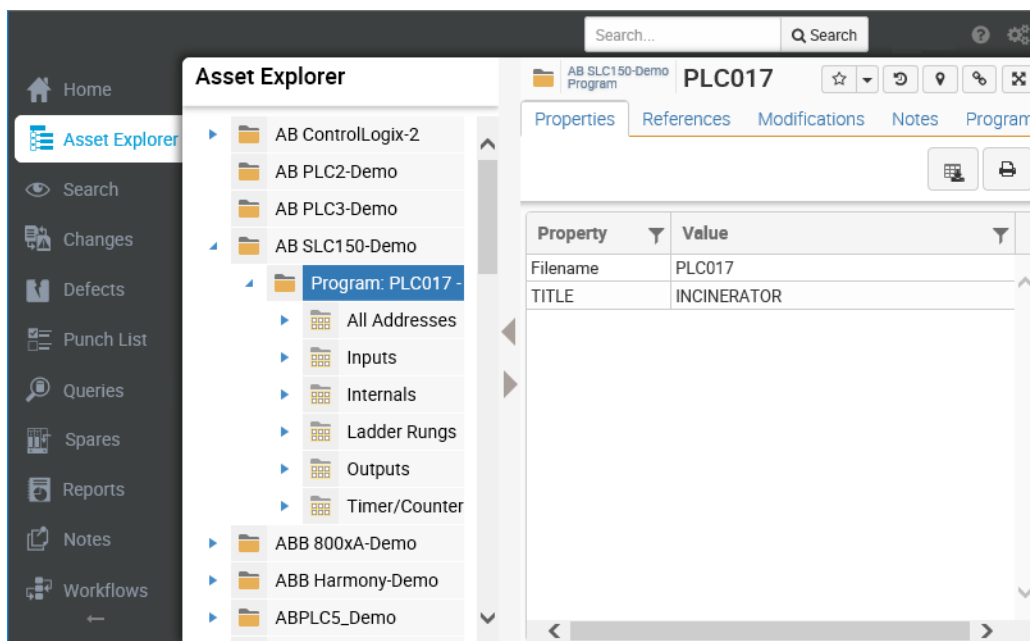 Search...
Search
Home
Asset Explorer
Search
Changes
Defects
Punch List
Queries
Spares
Reports
Notes
Workflows
Asset Explorer
AB ControlLogix-2
AB PLC2-Demo
AB PLC3-Demo
AB SLC150-Demo
Program: PLC017 -
All Addresses
Inputs
Internals
Ladder Rungs
Outputs
Timer/Counter
ABB 800xA-Demo
ABB Harmony-Demo
ABPLC5_Demo
AB SLC150-Demo
Program
PLC017
Properties References Modifications Notes Program
Property Value
Filename PLC017
TITLE INCINERATOR